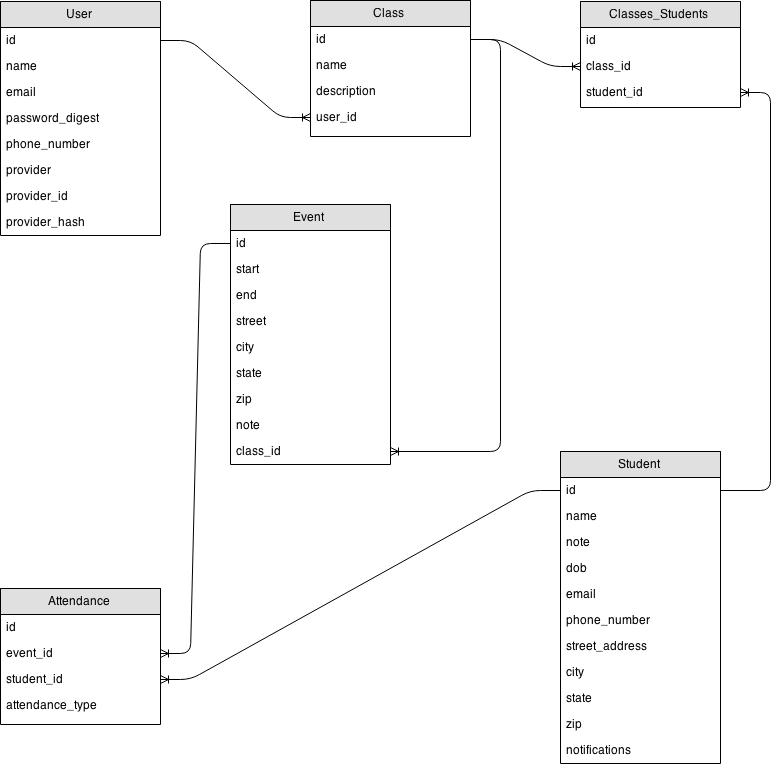 User
id
name
email
password_digest
phone_number
provider
provider_id
provider_hash
Class
id
name
description
user_id
Classes_Students
id
class_id
student_id
Event
id
start
end
street
city
state
zip
note
class_id
Student
id
name
note
dob
email
phone_number
street_address
city
state
zip
notifications
Attendance
id
event_id
student_id
attendance_type